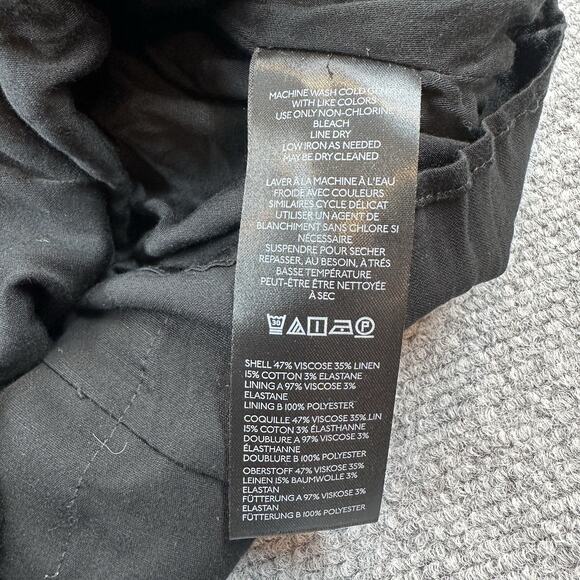 MACHINE WASH COLD GENTLE
WITH LIKE COLORS
USE ONLY NON-CHLORINE
BLEACH
LINE DRY
LOW IRON AS NEEDED
MAY BE DRY CLEANED
LAVER À LA MACHINE À L'EAU
FROIDE AVEC COULEURS
SIMILAIRES CYCLE DÉLICAT
UTILISER UN AGENT DE
BLANCHIMENT SANS CHLORE SI
NÉCESSAIRE
SUSPENDRE POUR SECHER
REPASSER, AU BESOIN, À TRÉS
BASSE TEMPÉRATURE
PEUT-ÊTRE ÊTRE NETTOYÉE
À SEC
30 P
SHELL 47% VISCOSE 35% LINEN
15% COTTON 3% ELASTANE
LINING A 97% VISCOSE 3%
ELASTANE
LINING B 100% POLYESTER
COQUILLE 47% VISCOSE 35% LIN
15% COTON 3% ÉLASTHANNE
DOUBLURE A 97% VISCOSE 3%
ÉLASTHANNE
DOUBLURE B 100% POLYESTER
OBERSTOFF 47% VISKOSE 35%
LEINEN 15% BAUMWOLLE 3%
ELASTAN
FÜTTERUNG A 97% VISKOSE 3%
ELASTAN
FÜTTERUNG B 100% POLYESTER